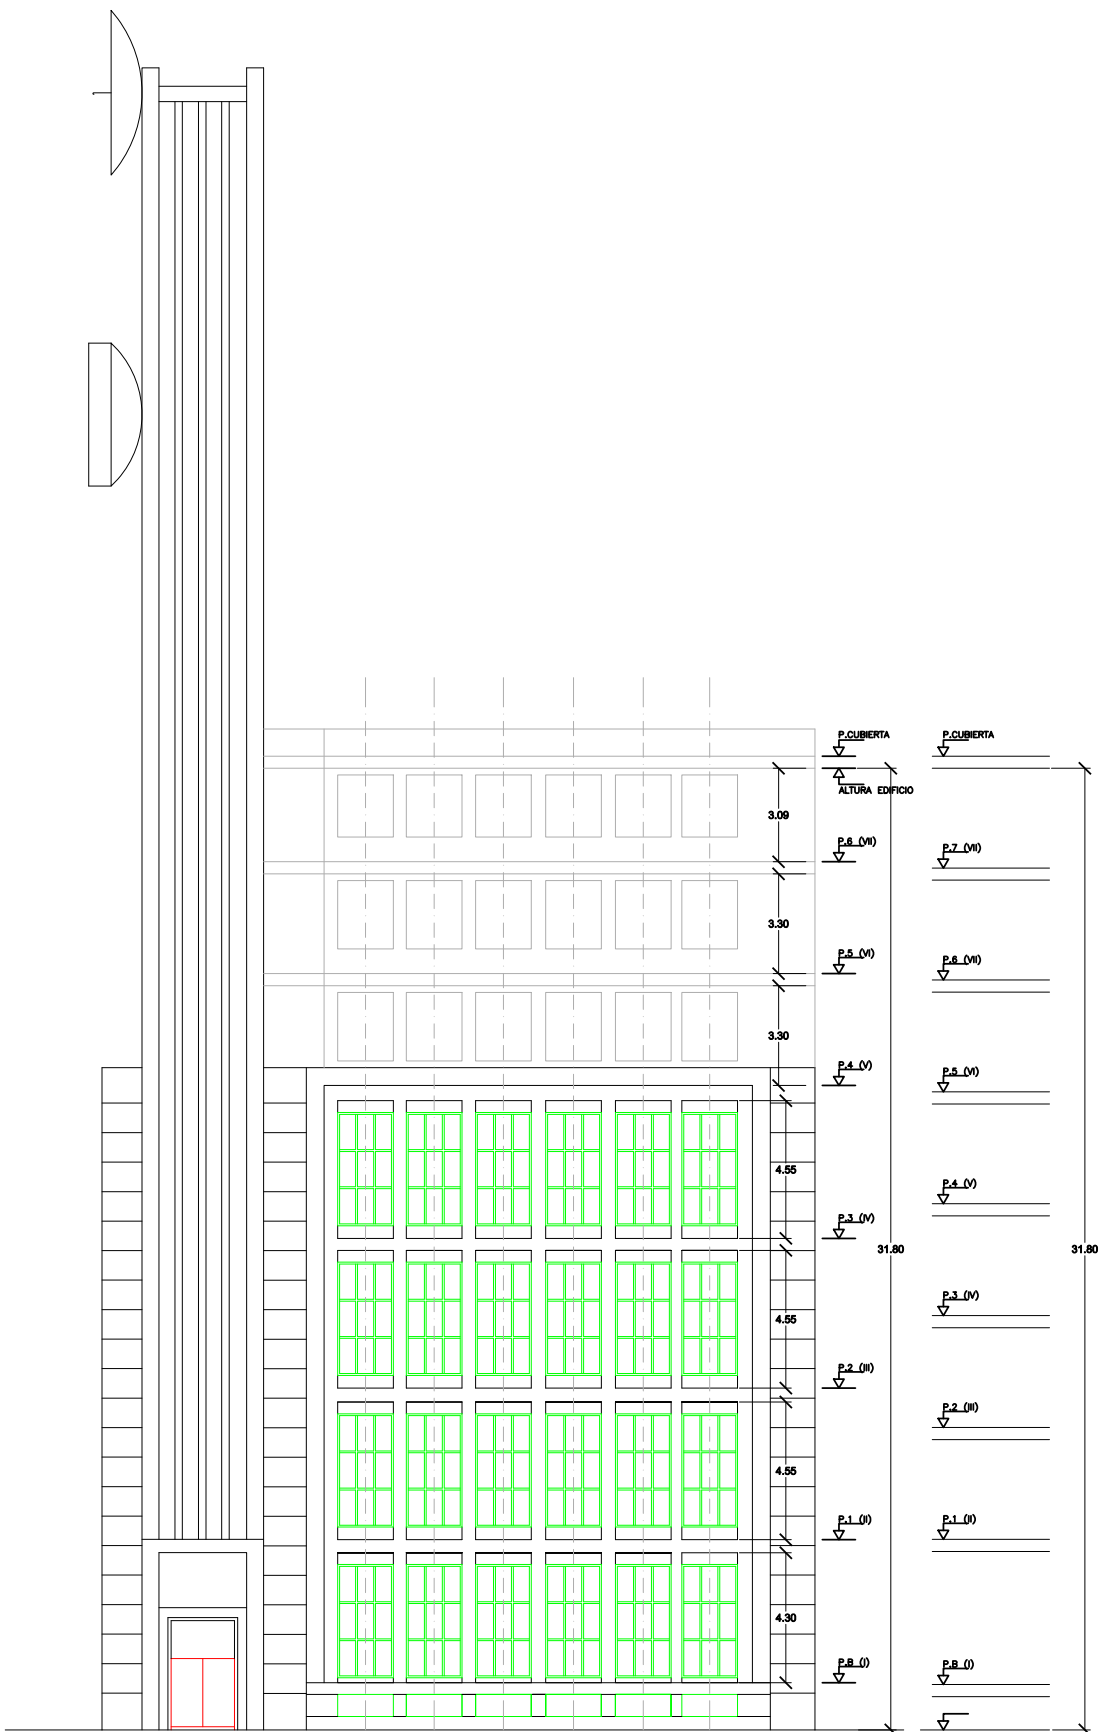 P.CUBIERTA
P.CUBIERTA
ALTURA EDIFICIO
3.09
P.6 (VII)
P.7 (VII)
3.30
P.5 (VI)
P.6 (VII)
3.30
P.4 (V)
P.5 (VI)
4.55
P.4 (V)
P.3 (IV)
31.80
31.80
P.3 (IV)
4.55
P.2 (III)
P.2 (III)
4.55
P.1 (II)
P.1 (II)
4.30
P.B (I)
P.B (I)